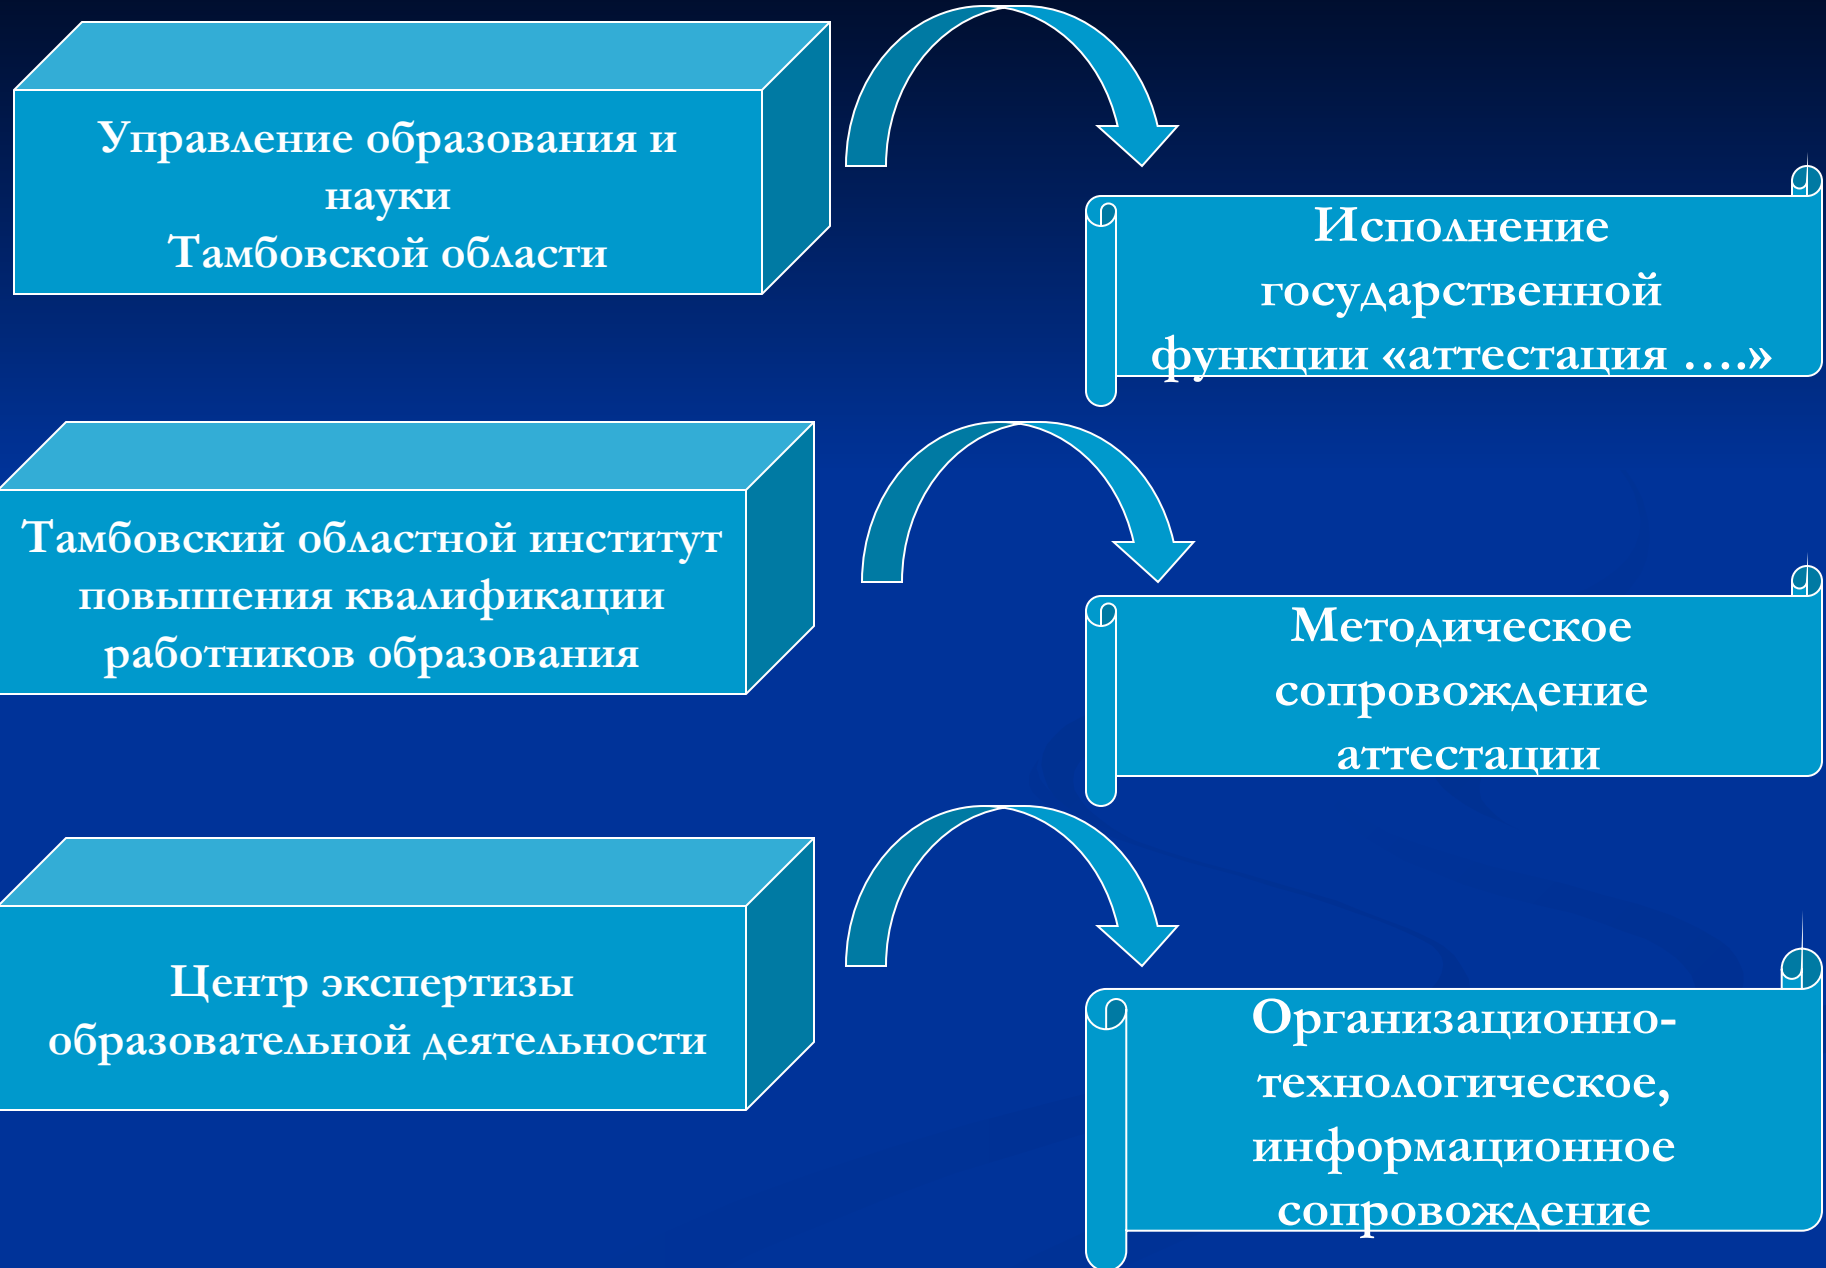 Управление образования и
науки
Тамбовской области
Исполнение
государственной
функции «аттестация ….»
Тамбовский областной институт
повышения квалификации
работников образования
Методическое
сопровождение
аттестации
Центр экспертизы
образовательной деятельности
Организационно-
технологическое,
информационное
сопровождение